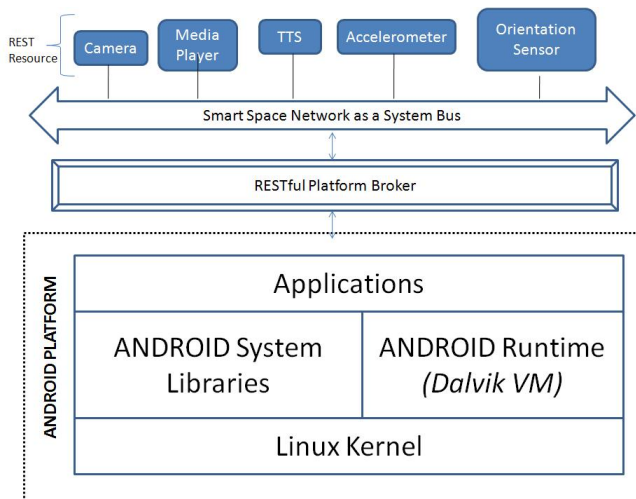 REST
Resource
Camera
Media
Player
TTS
Accelerometer
Orientation
Sensor
Smart Space Network as a System Bus
RESTful Platform Broker
ANDROID PLATFORM
Applications
ANDROID System
Libraries
ANDROID Runtime
(Dalvik VM)
Linux Kernel